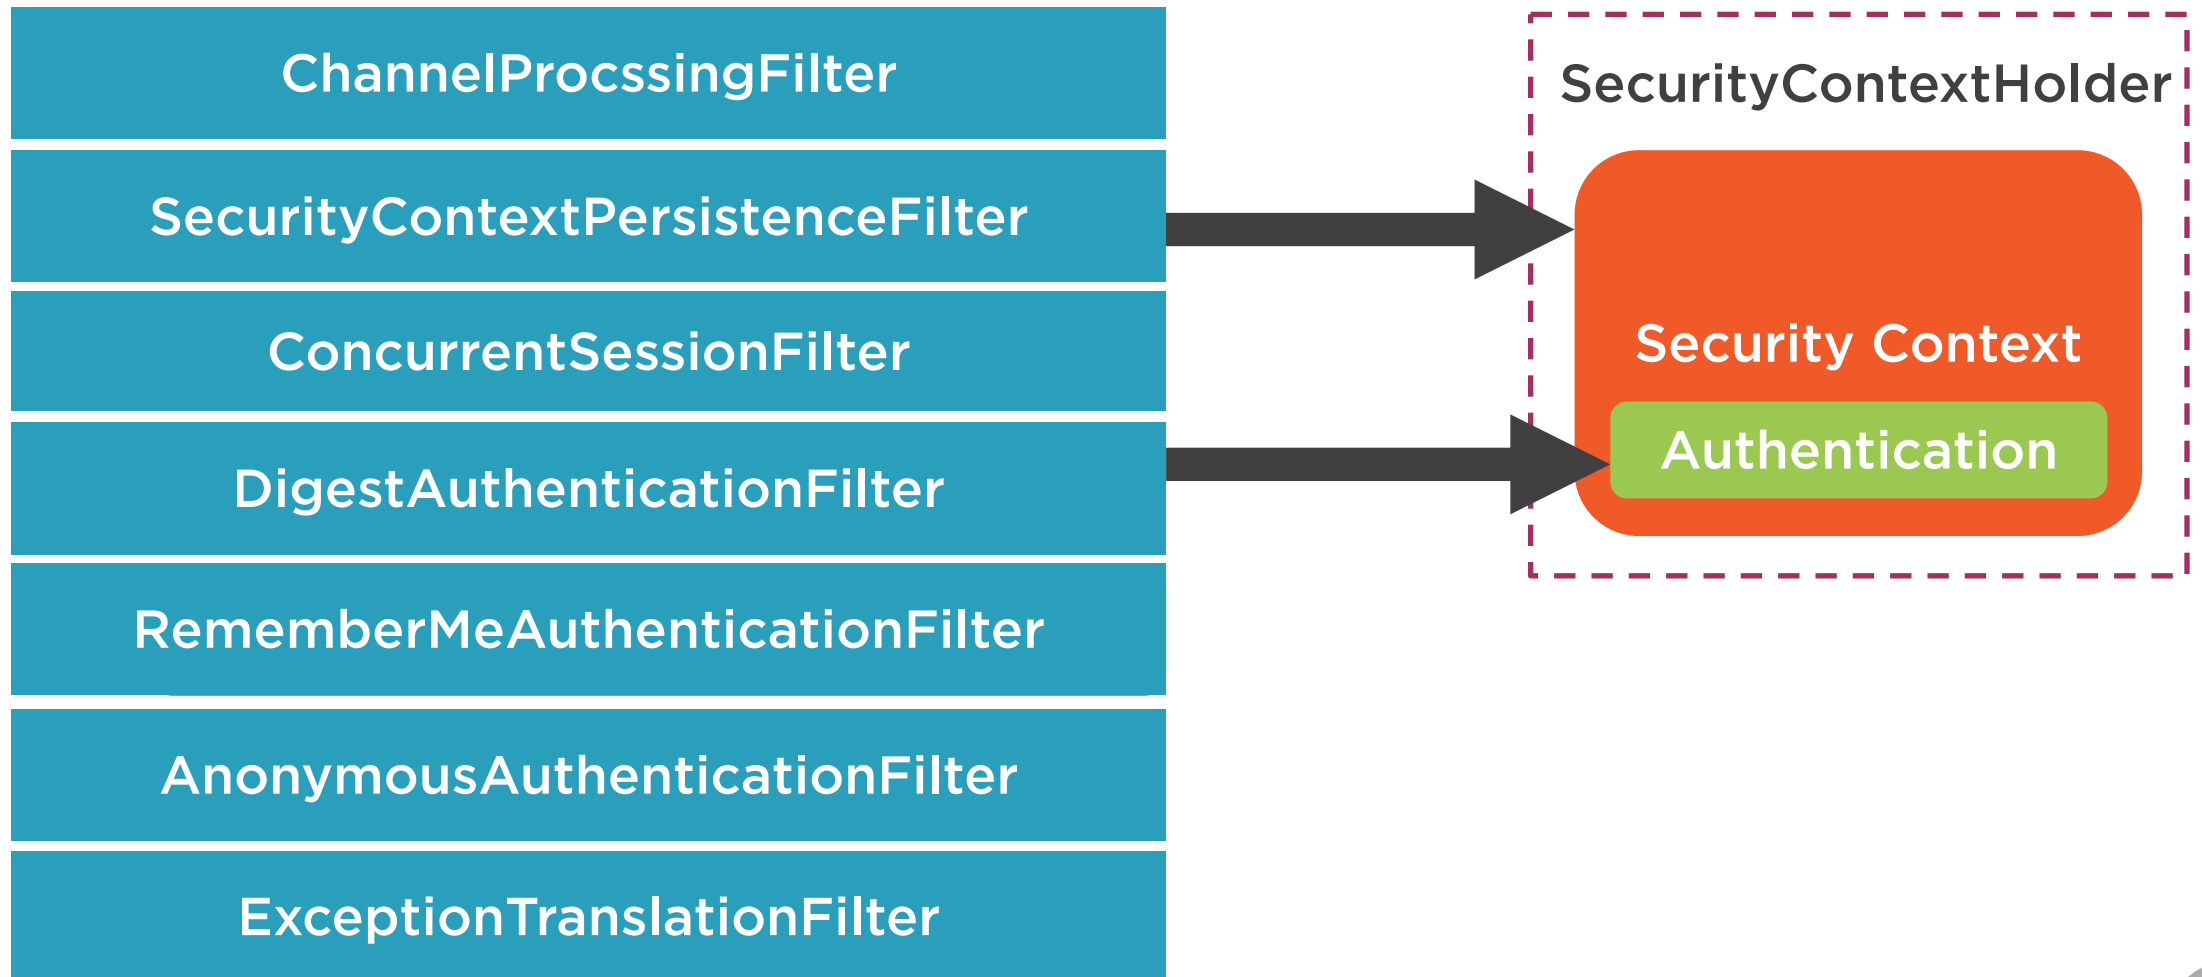 ChannelProcssingFilter
SecurityContextPersistenceFilter
ConcurrentSessionFilter
DigestAuthenticationFilter
RememberMeAuthenticationFilter
AnonymousAuthenticationFilter
ExceptionTranslationFilter
SecurityContextHolder
Security Context
Authentication